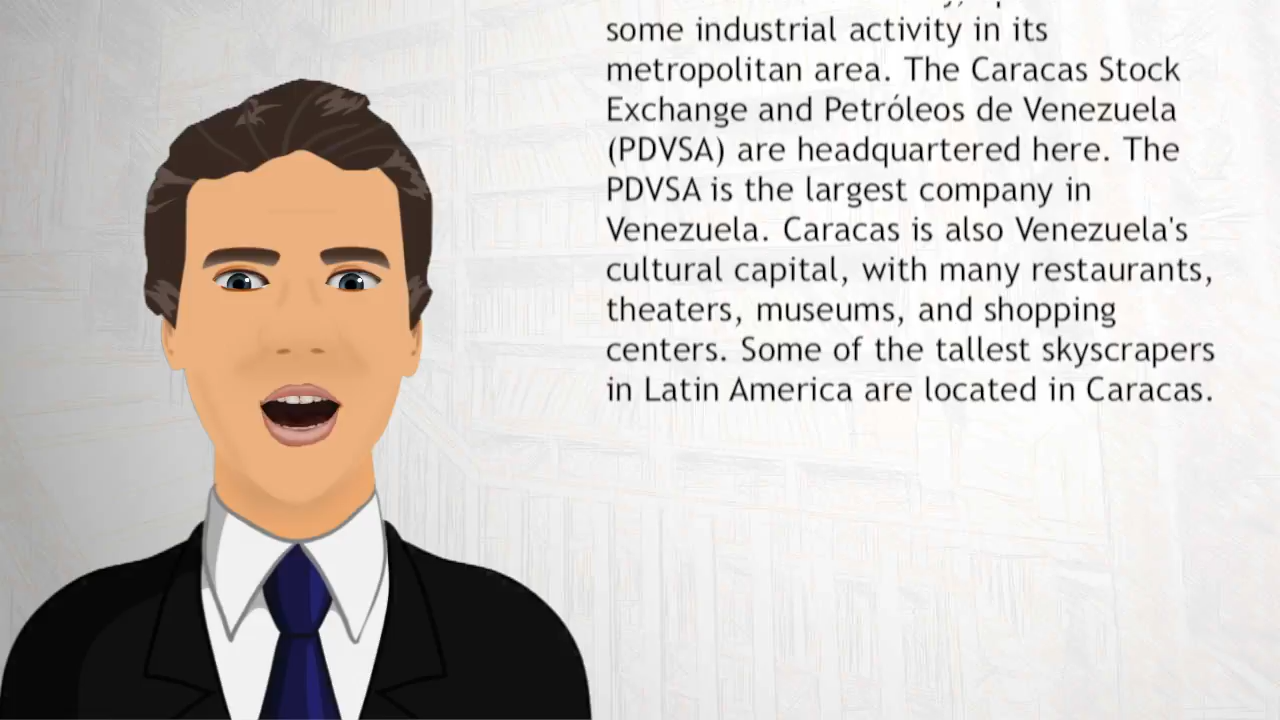 some industrial activity in its
metropolitan area. The Caracas Stock
Exchange and Petróleos de Venezuela
(PDVSA) are headquartered here. The
PDVSA is the largest company in
Venezuela. Caracas is also Venezuela's
cultural capital, with many restaurants,
theaters, museums, and shopping
centers. Some of the tallest skyscrapers
in Latin America are located in Caracas.